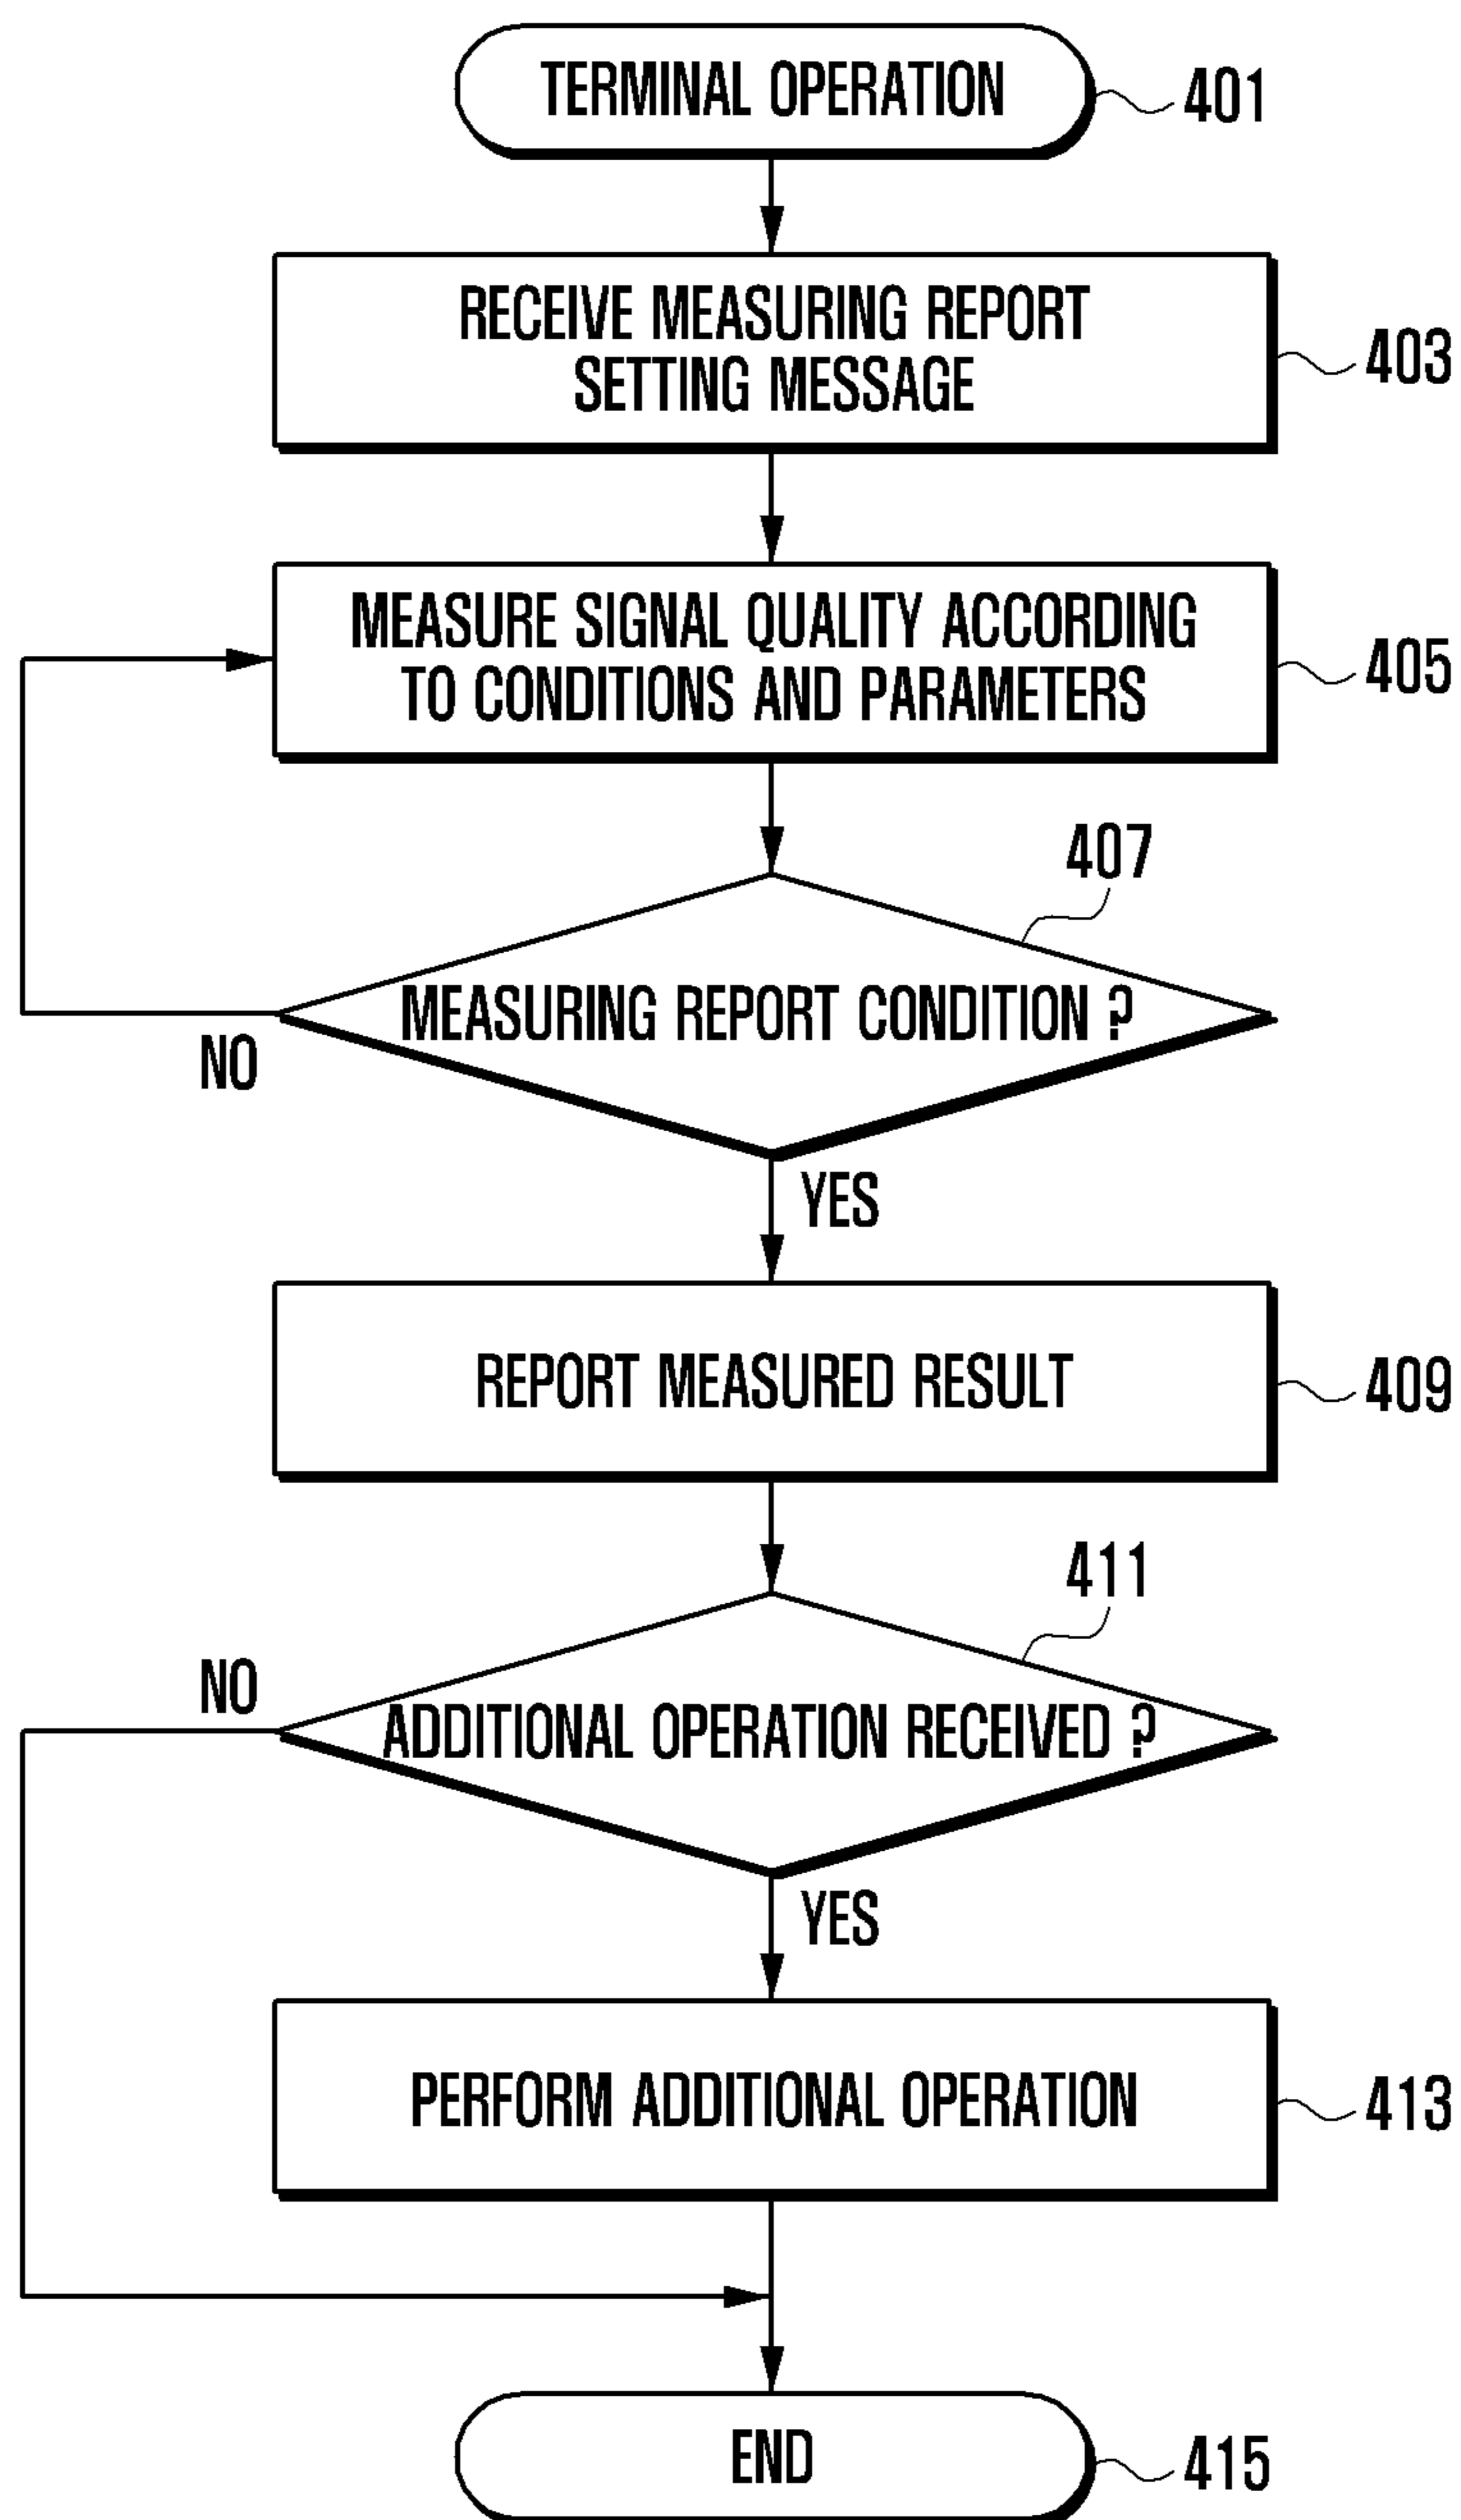 TERMINAL OPERATION
401
RECEIVE MEASURING REPORT
SETTING MESSAGE
403
MEASURE SIGNAL QUALITY ACCORDING
TO CONDITIONS AND PARAMETERS
405
407
MEASURING REPORT CONDITION ?
NO
YES
REPORT MEASURED RESULT
409
411
NO
ADDITIONAL OPERATION RECEIVED ?
YES
PERFORM ADDITIONAL OPERATION
413
END
415